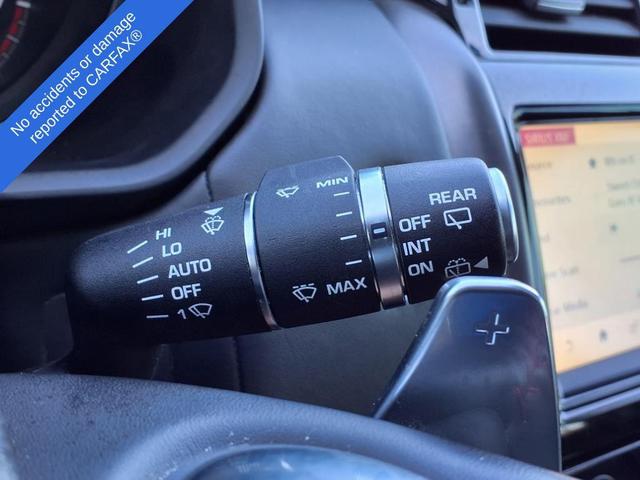 No accidents or damage
reported to CARFAX®
HI
LO
AUTO
OFF
1
MIN
MAX
REAR
OFF
INT
ON
+